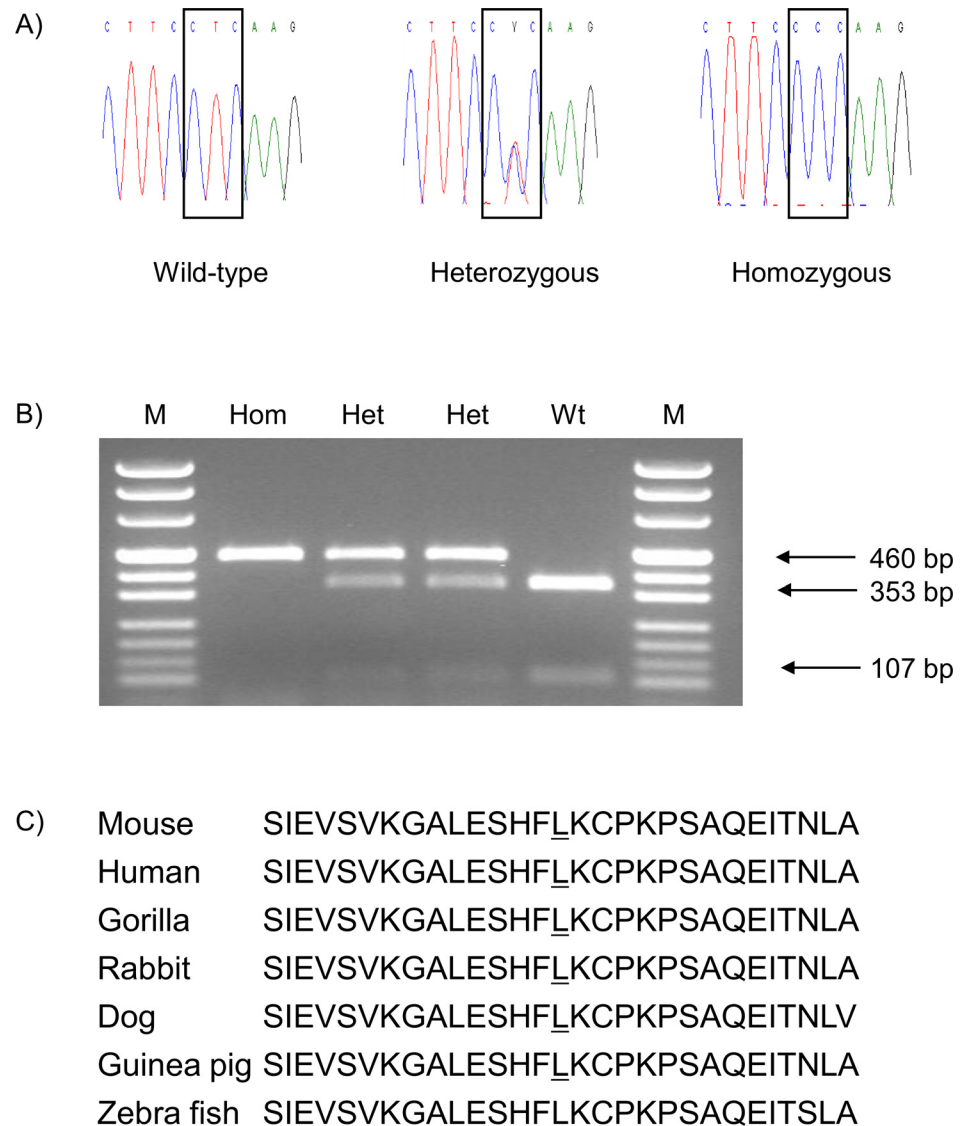 A)
C T T C C T C A A G
C T T C C Y C A A G
C T T C C C C A A G
Wild-type
Heterozygous
Homozygous
B)
M Hom Het Het Wt M
460 bp
353 bp
107 bp
C)
Mouse SIEVSVKGALESHFLKCPKPSAQEITNLA
Human SIEVSVKGALESHFLKCPKPSAQEITNLA
Gorilla SIEVSVKGALESHFLKCPKPSAQEITNLA
Rabbit SIEVSVKGALESHFLKCPKPSAQEITNLA
Dog SIEVSVKGALESHFLKCPKPSAQEITNLV
Guinea pig SIEVSVKGALESHFLKCPKPSAQEITNLA
Zebra fish SIEVSVKGALESHFLKCPKPSAQEITSLA